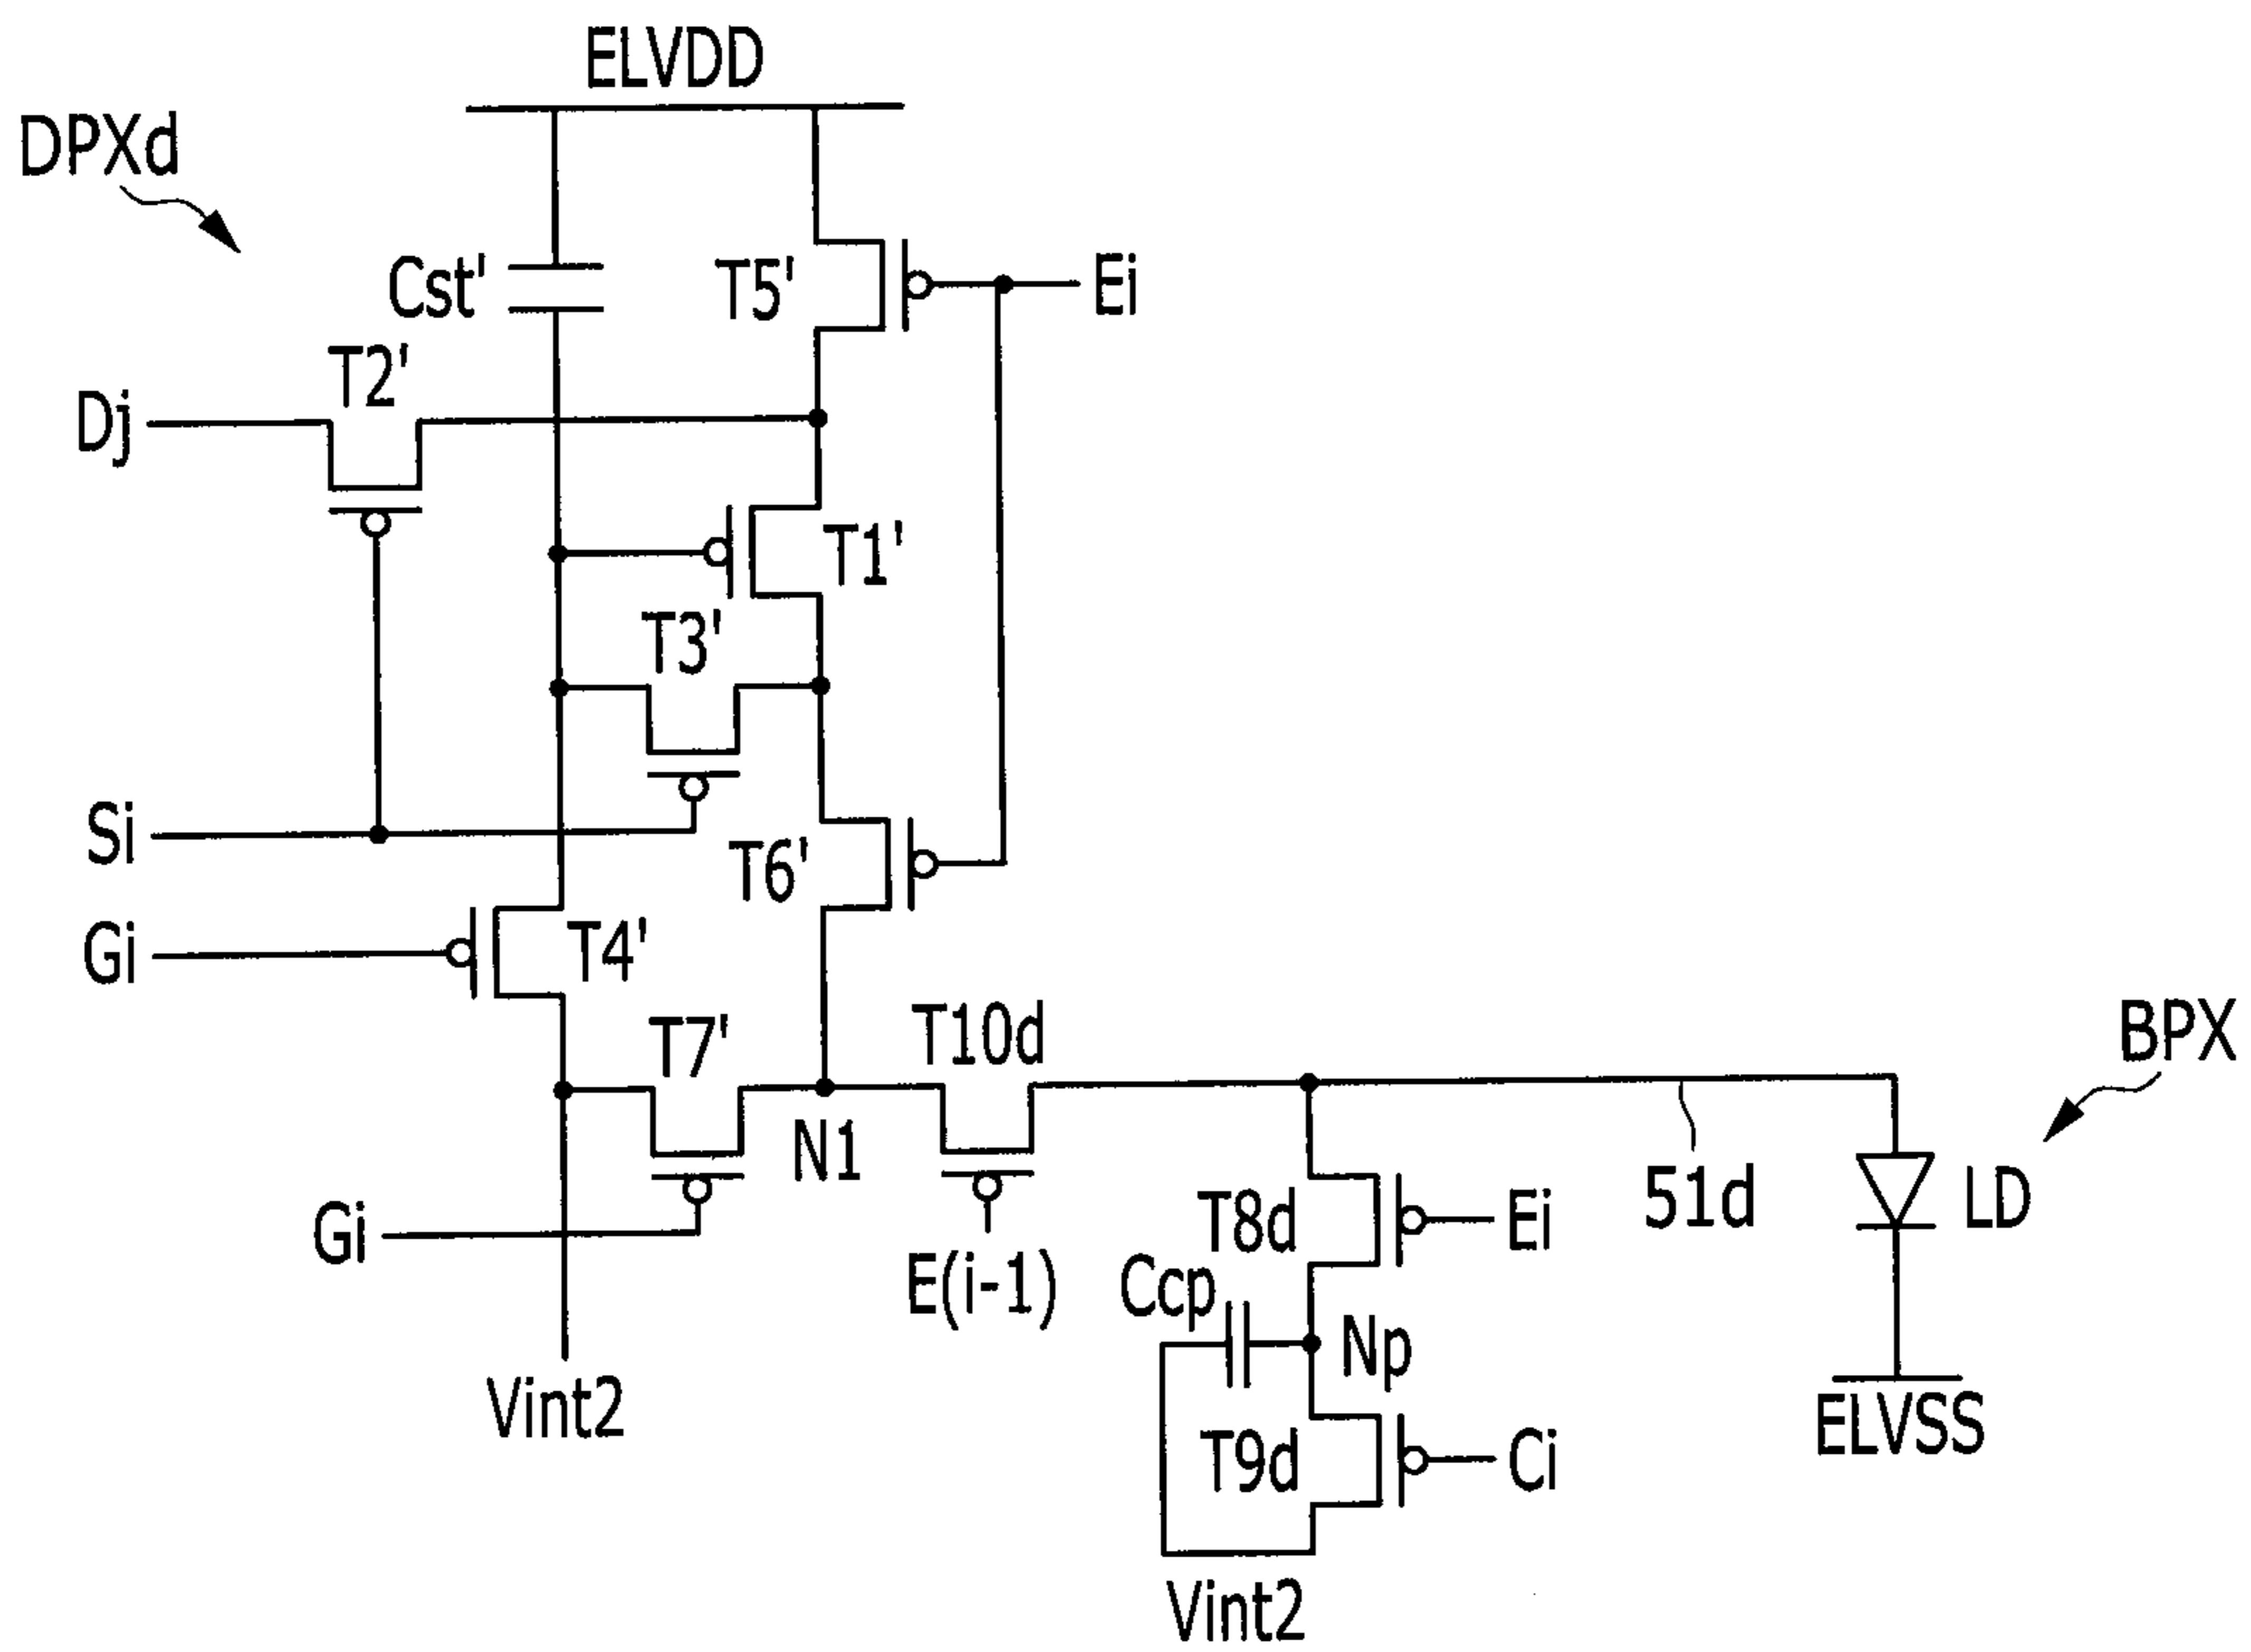 ELVDD
DPXd
Cst'
T5'
Ei
T2'
Dj
T1'
T3'
Si
T6'
Gi
T4'
T7'
T10d
BPX
N1
51d
LD
Gi
T8d
Ei
E(i-1)
Ccp
Np
Vint2
ELVSS
T9d
Ci
Vint2